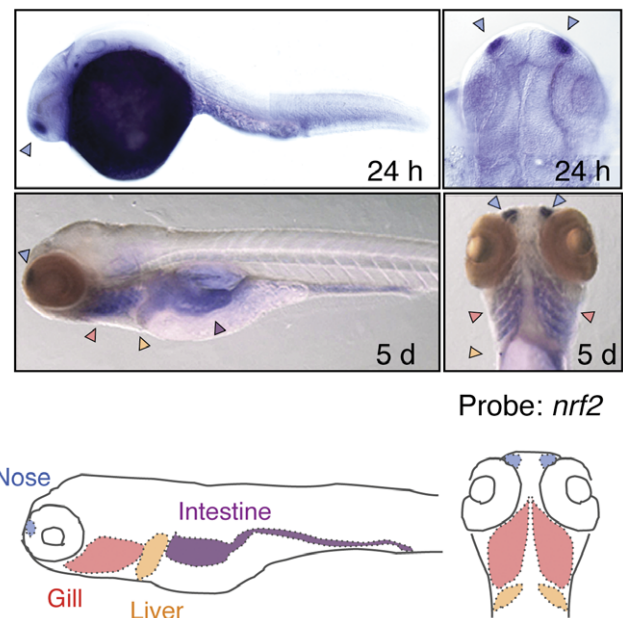 24 h
24 h
5 d
5 d
Probe: nrf2
Nose
Intestine
Gill
Liver